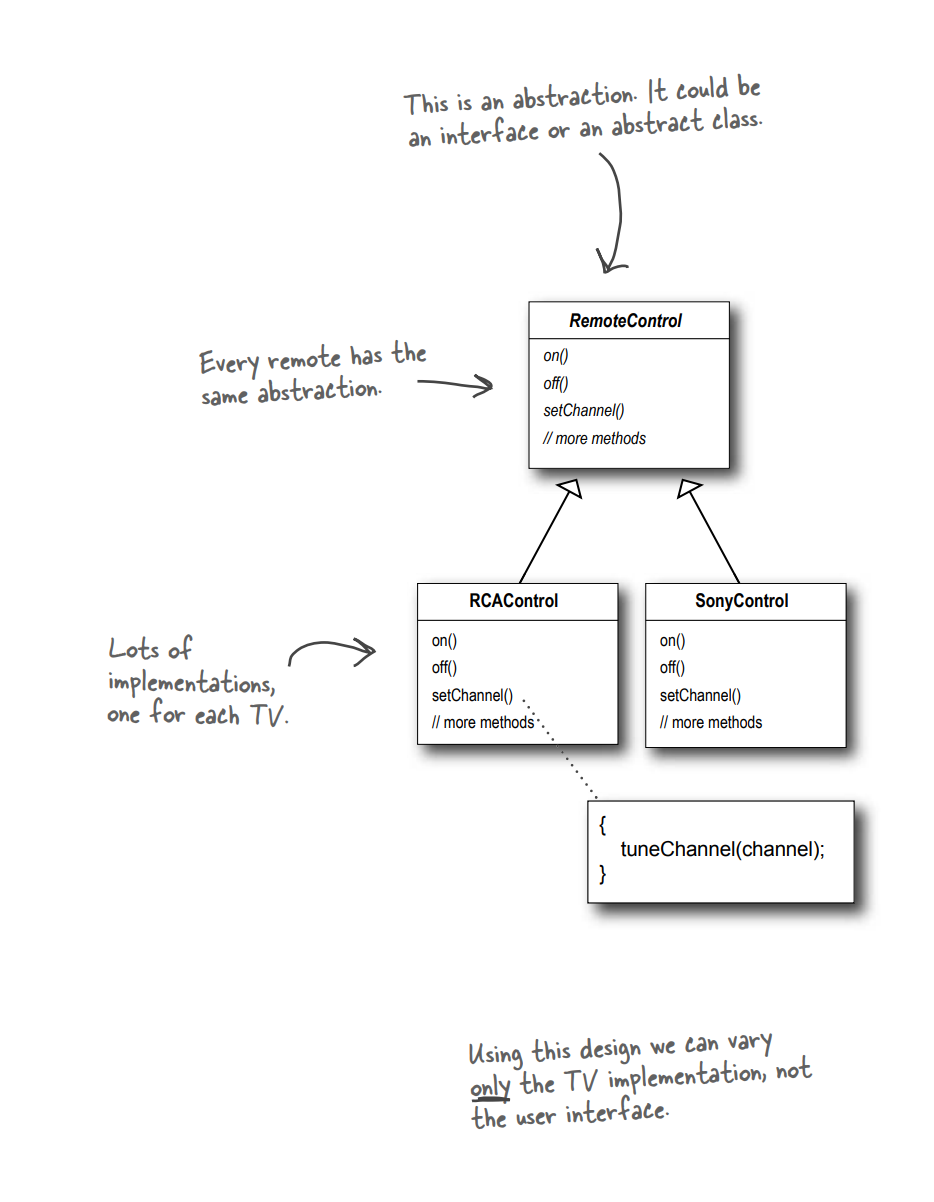 This is an abstraction. It could be
an interface or an abstract class.
RemoteControl
on()
off()
setChannel()
// more methods
Every remote has the
same abstraction.
RCAControl
on()
off()
setChannel()
// more methods
SonyControl
on()
off()
setChannel()
// more methods
Lots of
implementations,
one for each TV.
{
tuneChannel(channel);
}
Using this design we can vary
only the TV implementation, not
the user interface.